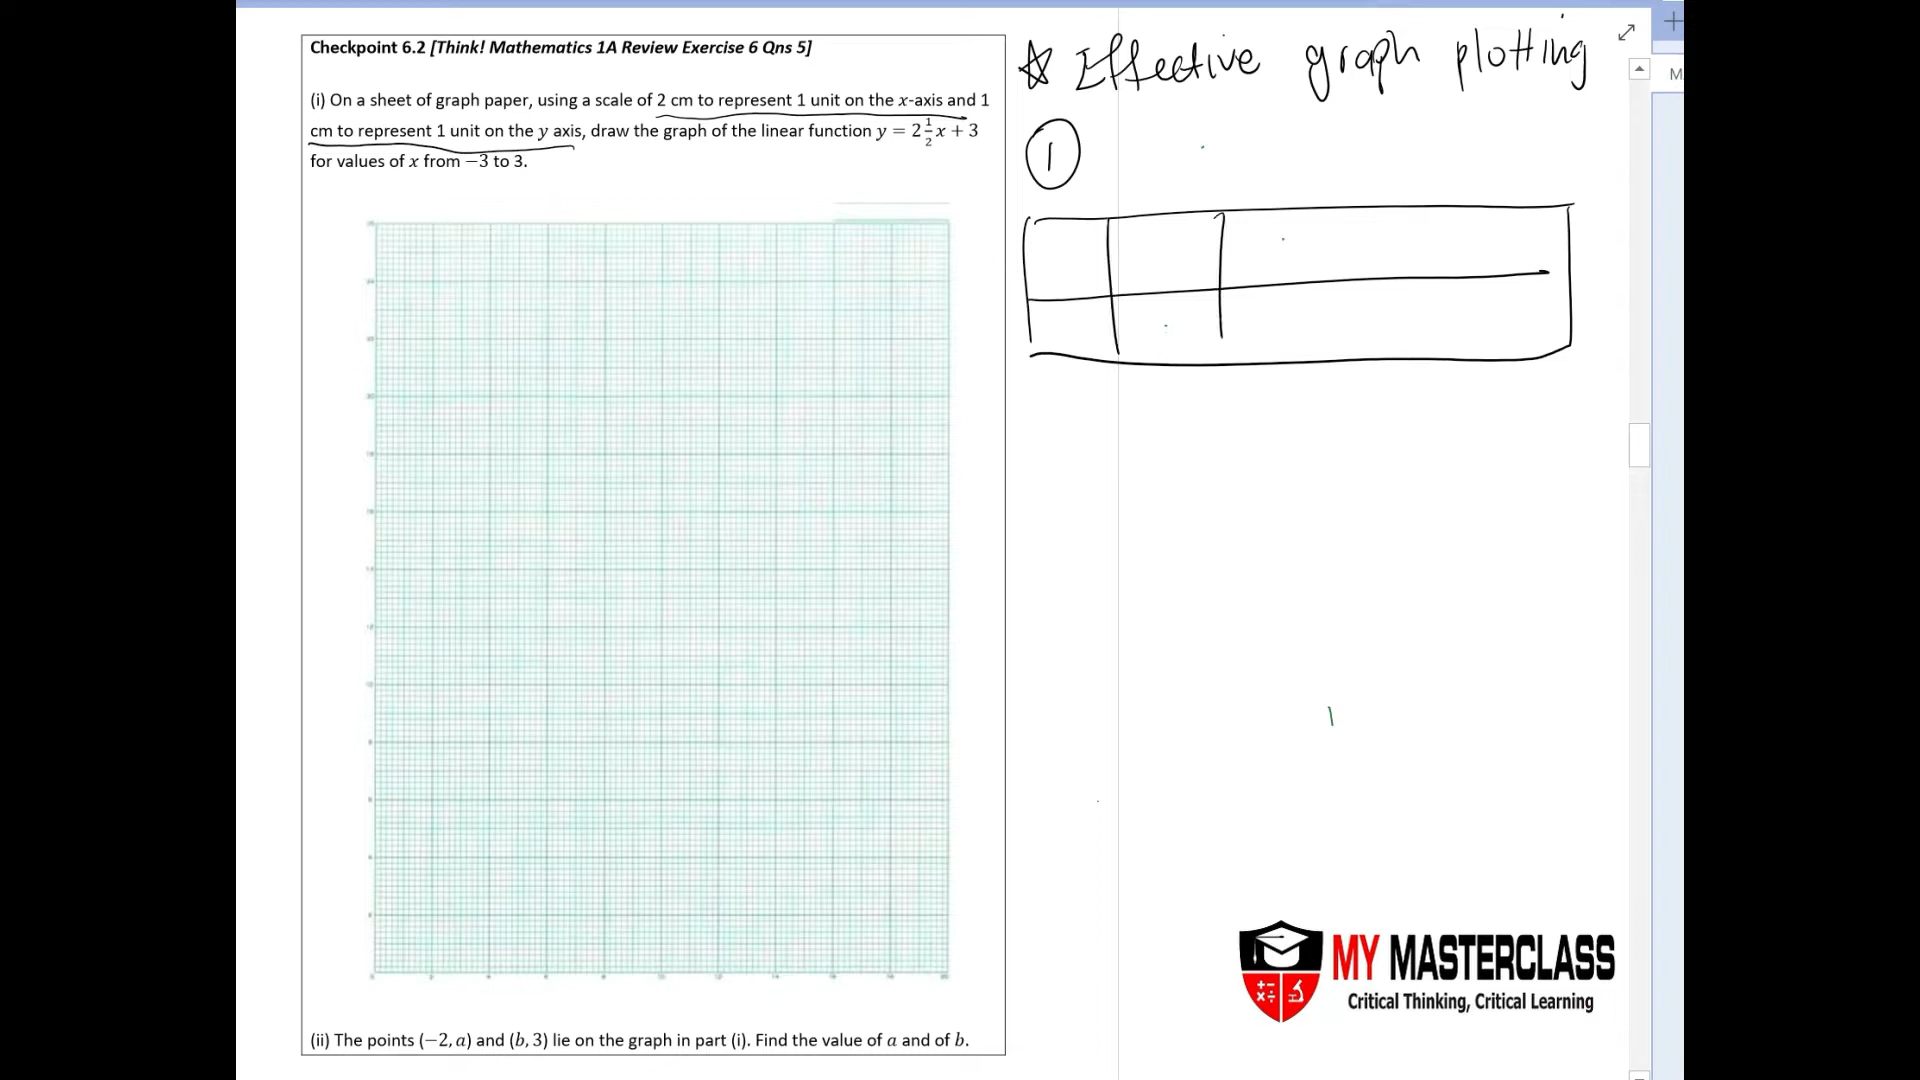 Checkpoint 6.2 [Think! Mathematics 1A Review Exercise 6 Qns 5]
(i) On a sheet of graph paper, using a scale of 2 cm to represent 1 unit on the x-axis and 1
cm to represent 1 unit on the y axis, draw the graph of the linear function y = 2 1/2 x + 3
for values of x from −3 to 3.
(ii) The points (−2, a) and (b, 3) lie on the graph in part (i). Find the value of a and of b.
☆ Effective graph plotting
1
MY MASTERCLASS
Critical Thinking, Critical Learning